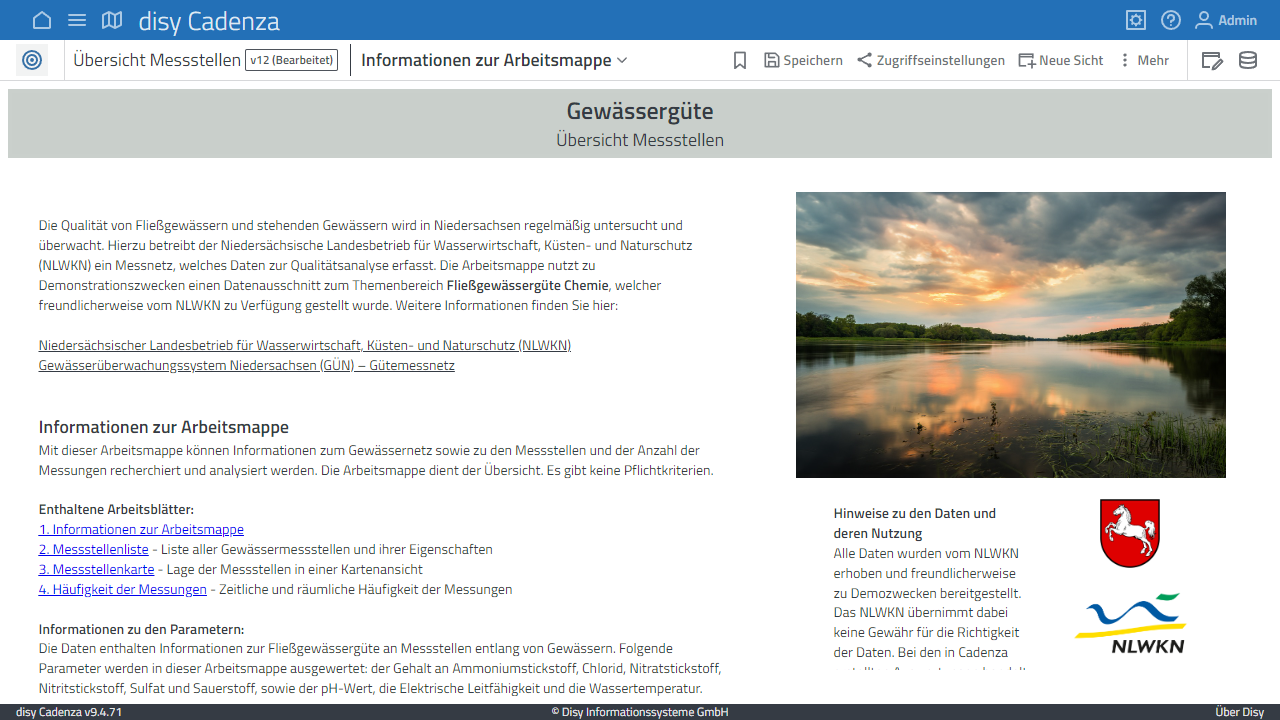 disy Cadenza
Admin
Übersicht Messstellen v12 (Bearbeitet) Informationen zur Arbeitsmappe Speichern Zugriffseinstellungen Neue Sicht Mehr
Gewässergüte
Übersicht Messstellen
Die Qualität von Fließgewässern und stehenden Gewässern wird in Niedersachsen regelmäßig untersucht und
überwacht. Hierzu betreibt der Niedersächsische Landesbetrieb für Wasserwirtschaft, Küsten- und Naturschutz
(NLWKN) ein Messnetz, welches Daten zur Qualitätsanalyse erfasst. Die Arbeitsmappe nutzt zu
Demonstrationszwecken einen Datenausschnitt zum Themenbereich Fließgewässergüte Chemie, welcher
freundlicherweise vom NLWKN zu Verfügung gestellt wurde. Weitere Informationen finden Sie hier:
Niedersächsischer Landesbetrieb für Wasserwirtschaft, Küsten- und Naturschutz (NLWKN)
Gewässerüberwachungssystem Niedersachsen (GÜN) – Gütemessnetz
Informationen zur Arbeitsmappe
Mit dieser Arbeitsmappe können Informationen zum Gewässernetz sowie zu den Messstellen und der Anzahl der
Messungen recherchiert und analysiert werden. Die Arbeitsmappe dient der Übersicht. Es gibt keine Pflichtkriterien.
Enthaltene Arbeitsblätter:
1. Informationen zur Arbeitsmappe
2. Messstellenliste - Liste aller Gewässermessstellen und ihrer Eigenschaften
3. Messstellenkarte - Lage der Messstellen in einer Kartenansicht
4. Häufigkeit der Messungen - Zeitliche und räumliche Häufigkeit der Messungen
Informationen zu den Parametern:
Die Daten enthalten Informationen zur Fließgewässergüte an Messstellen entlang von Gewässern. Folgende
Parameter werden in dieser Arbeitsmappe ausgewertet: der Gehalt an Ammoniumstickstoff, Chlorid, Nitratstickstoff,
Nitritstickstoff, Sulfat und Sauerstoff, sowie der pH-Wert, die Elektrische Leitfähigkeit und die Wassertemperatur.
Hinweise zu den Daten und
deren Nutzung
Alle Daten wurden vom NLWKN
erhoben und freundlicherweise
zu Demozwecken bereitgestellt.
Das NLWKN übernimmt dabei
keine Gewähr für die Richtigkeit
der Daten. Bei den in Cadenza
NLWKN
disy Cadenza v9.4.71
© Disy Informationssysteme GmbH
Über Disy